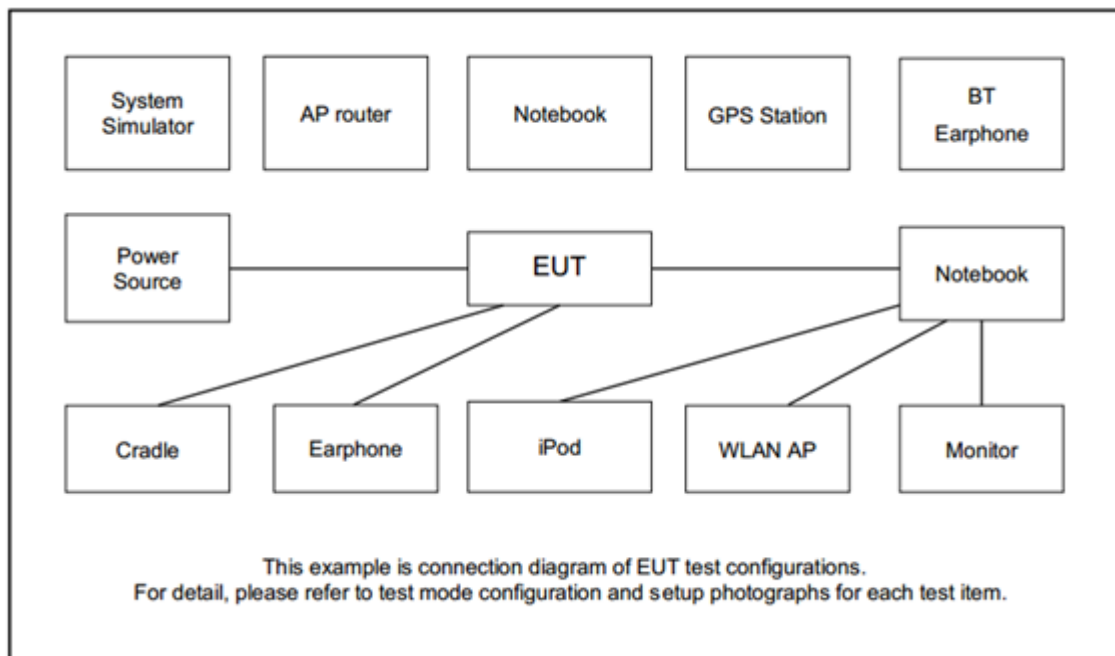 System
Simulator
AP router
Notebook
GPS Station
BT
Earphone
Power
Source
EUT
Notebook
Cradle
Earphone
iPod
WLAN AP
Monitor
This example is connection diagram of EUT test configurations.
For detail, please refer to test mode configuration and setup photographs for each test item.